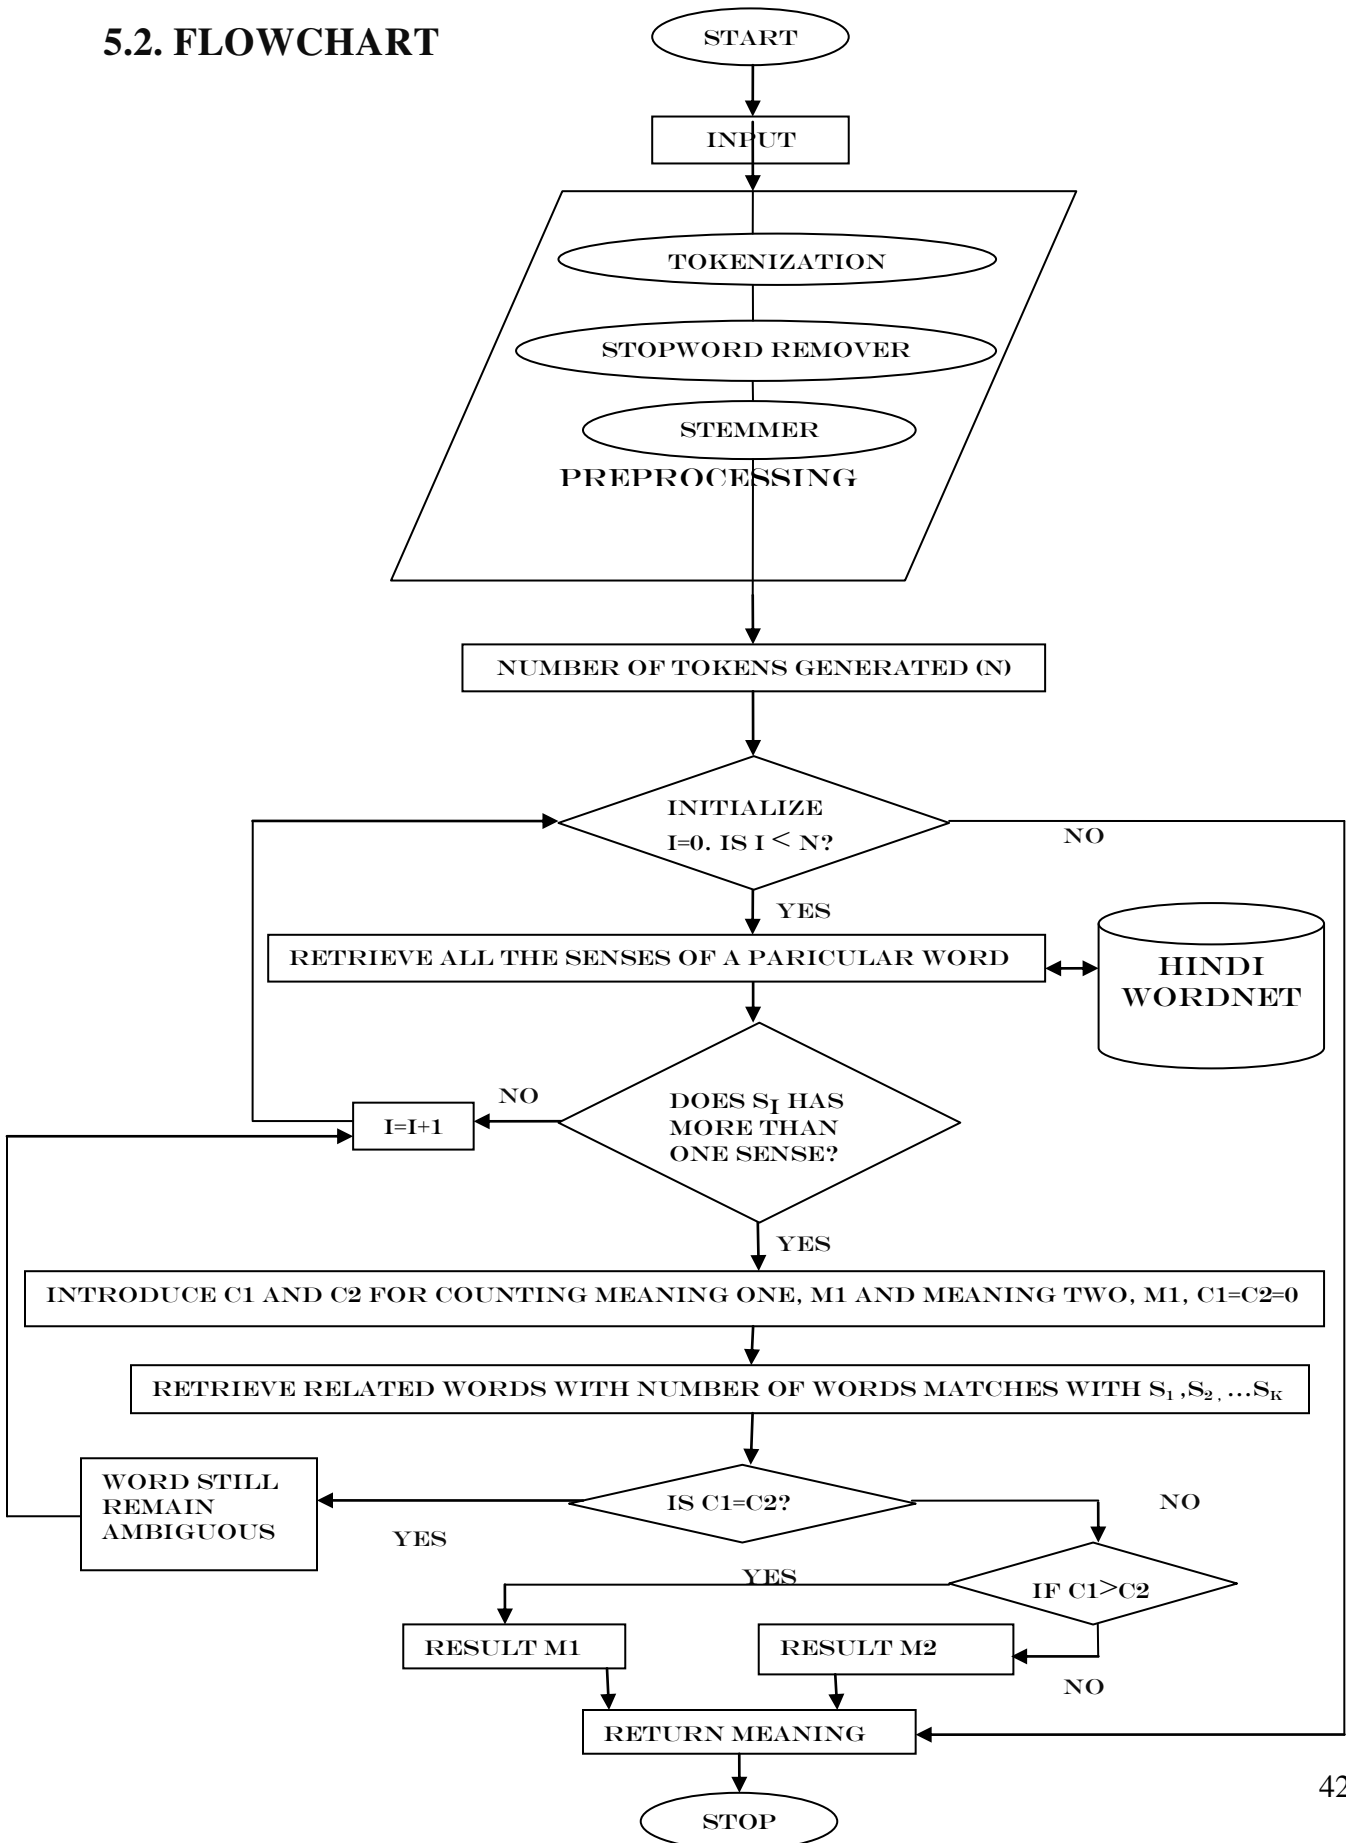 5.2. FLOWCHART
START
INPUT
TOKENIZATION
STOPWORD REMOVER
STEMMER
PREPROCESSING
NUMBER OF TOKENS GENERATED (N)
INITIALIZE
I=0. IS I < N?
NO
YES
RETRIEVE ALL THE SENSES OF A PARICULAR WORD
HINDI
WORDNET
NO
I=I+1
DOES S_I HAS
MORE THAN
ONE SENSE?
YES
INTRODUCE C1 AND C2 FOR COUNTING MEANING ONE, M1 AND MEANING TWO, M1, C1=C2=0
RETRIEVE RELATED WORDS WITH NUMBER OF WORDS MATCHES WITH S₁ ,S₂ , ...S_K
WORD STILL
REMAIN
AMBIGUOUS
IS C1=C2?
NO
YES
YES
IF C1>C2
RESULT M1
RESULT M2
NO
RETURN MEANING
STOP
42